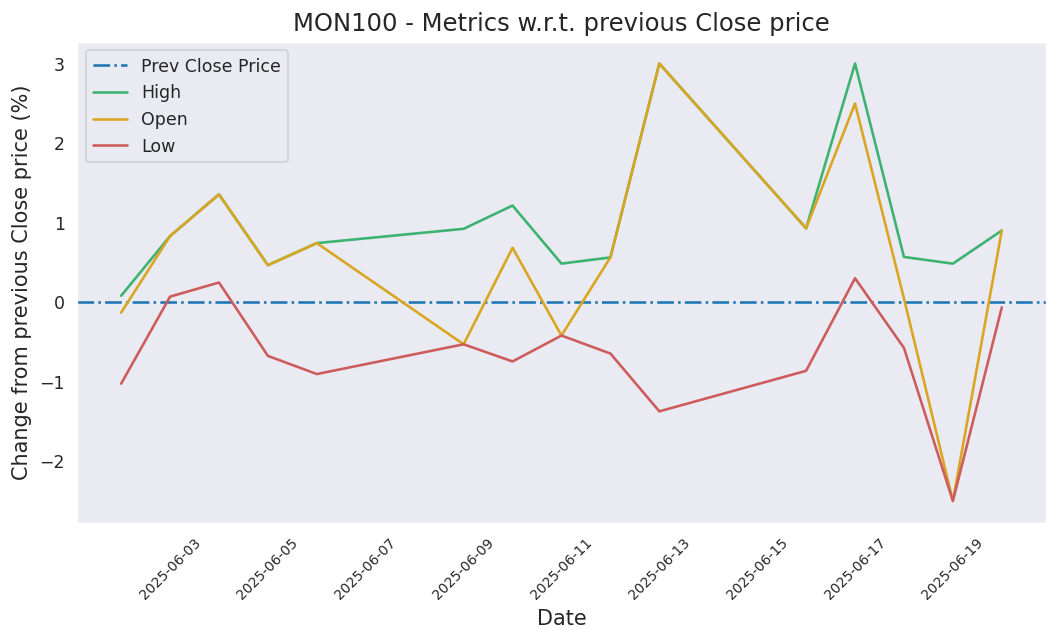 MON100 - Metrics w.r.t. previous Close price
Change from previous Close price (%)
3
2
1
0
−1
−2
Prev Close Price
High
Open
Low
2025-06-03
2025-06-05
2025-06-07
2025-06-09
2025-06-11
2025-06-13
2025-06-15
2025-06-17
2025-06-19
Date